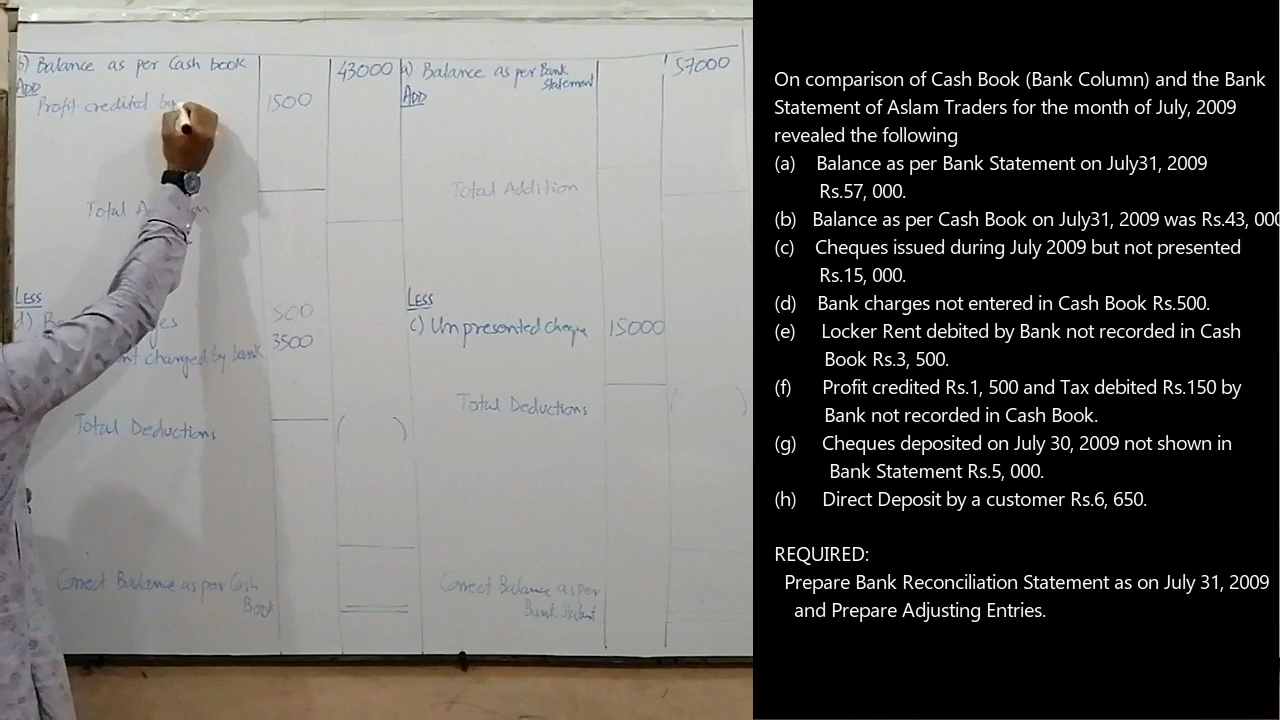 b) Balance as per Cash book 43000
ADD
Profit credited by 1500
Total
LESS
d) 500
changed by bank 3500
Total Deductions ( )
Correct Balance as per Cash
Book
a) Balance as per Bank 57000
Statement
ADD
Total Addition
LESS
c) Unpresented cheque 15000
Total Deductions ( )
Correct Balance as per
Bank
On comparison of Cash Book (Bank Column) and the Bank
Statement of Aslam Traders for the month of July, 2009
revealed the following
(a) Balance as per Bank Statement on July31, 2009
Rs.57, 000.
(b) Balance as per Cash Book on July31, 2009 was Rs.43, 000
(c) Cheques issued during July 2009 but not presented
Rs.15, 000.
(d) Bank charges not entered in Cash Book Rs.500.
(e) Locker Rent debited by Bank not recorded in Cash
Book Rs.3, 500.
(f) Profit credited Rs.1, 500 and Tax debited Rs.150 by
Bank not recorded in Cash Book.
(g) Cheques deposited on July 30, 2009 not shown in
Bank Statement Rs.5, 000.
(h) Direct Deposit by a customer Rs.6, 650.
REQUIRED:
Prepare Bank Reconciliation Statement as on July 31, 2009
and Prepare Adjusting Entries.